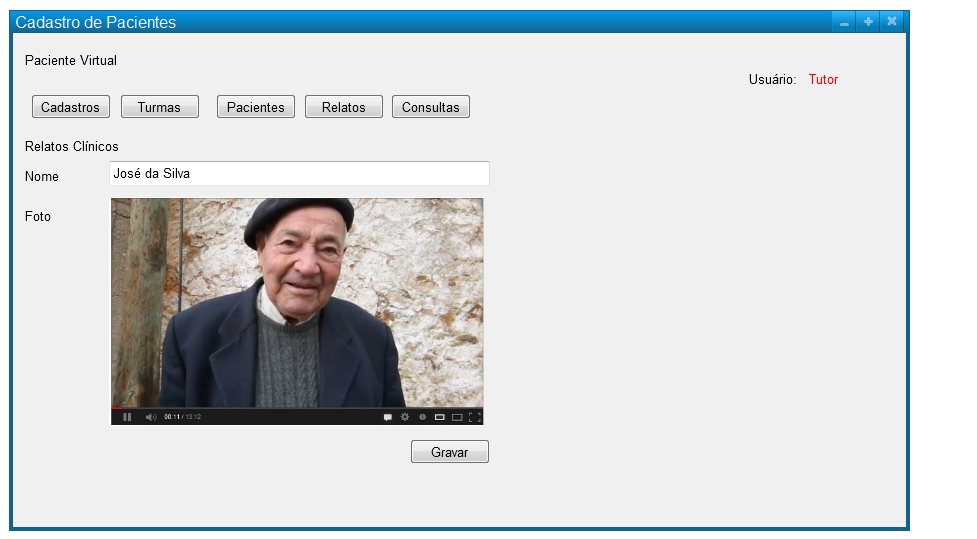 Cadastro de Pacientes
Paciente Virtual
Usuário: Tutor
Cadastros Turmas Pacientes Relatos Consultas
Relatos Clínicos
Nome José da Silva
Foto
00:11 / 13:12
Gravar